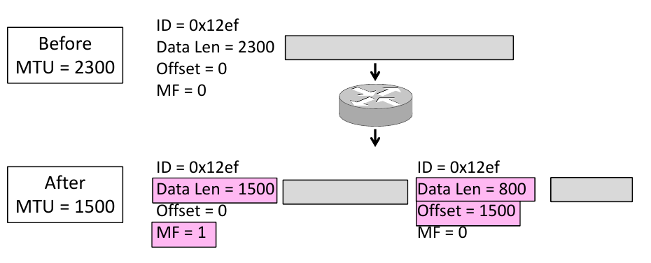 Before
MTU = 2300
ID = 0x12ef
Data Len = 2300
Offset = 0
MF = 0
After
MTU = 1500
ID = 0x12ef
Data Len = 1500
Offset = 0
MF = 1
ID = 0x12ef
Data Len = 800
Offset = 1500
MF = 0